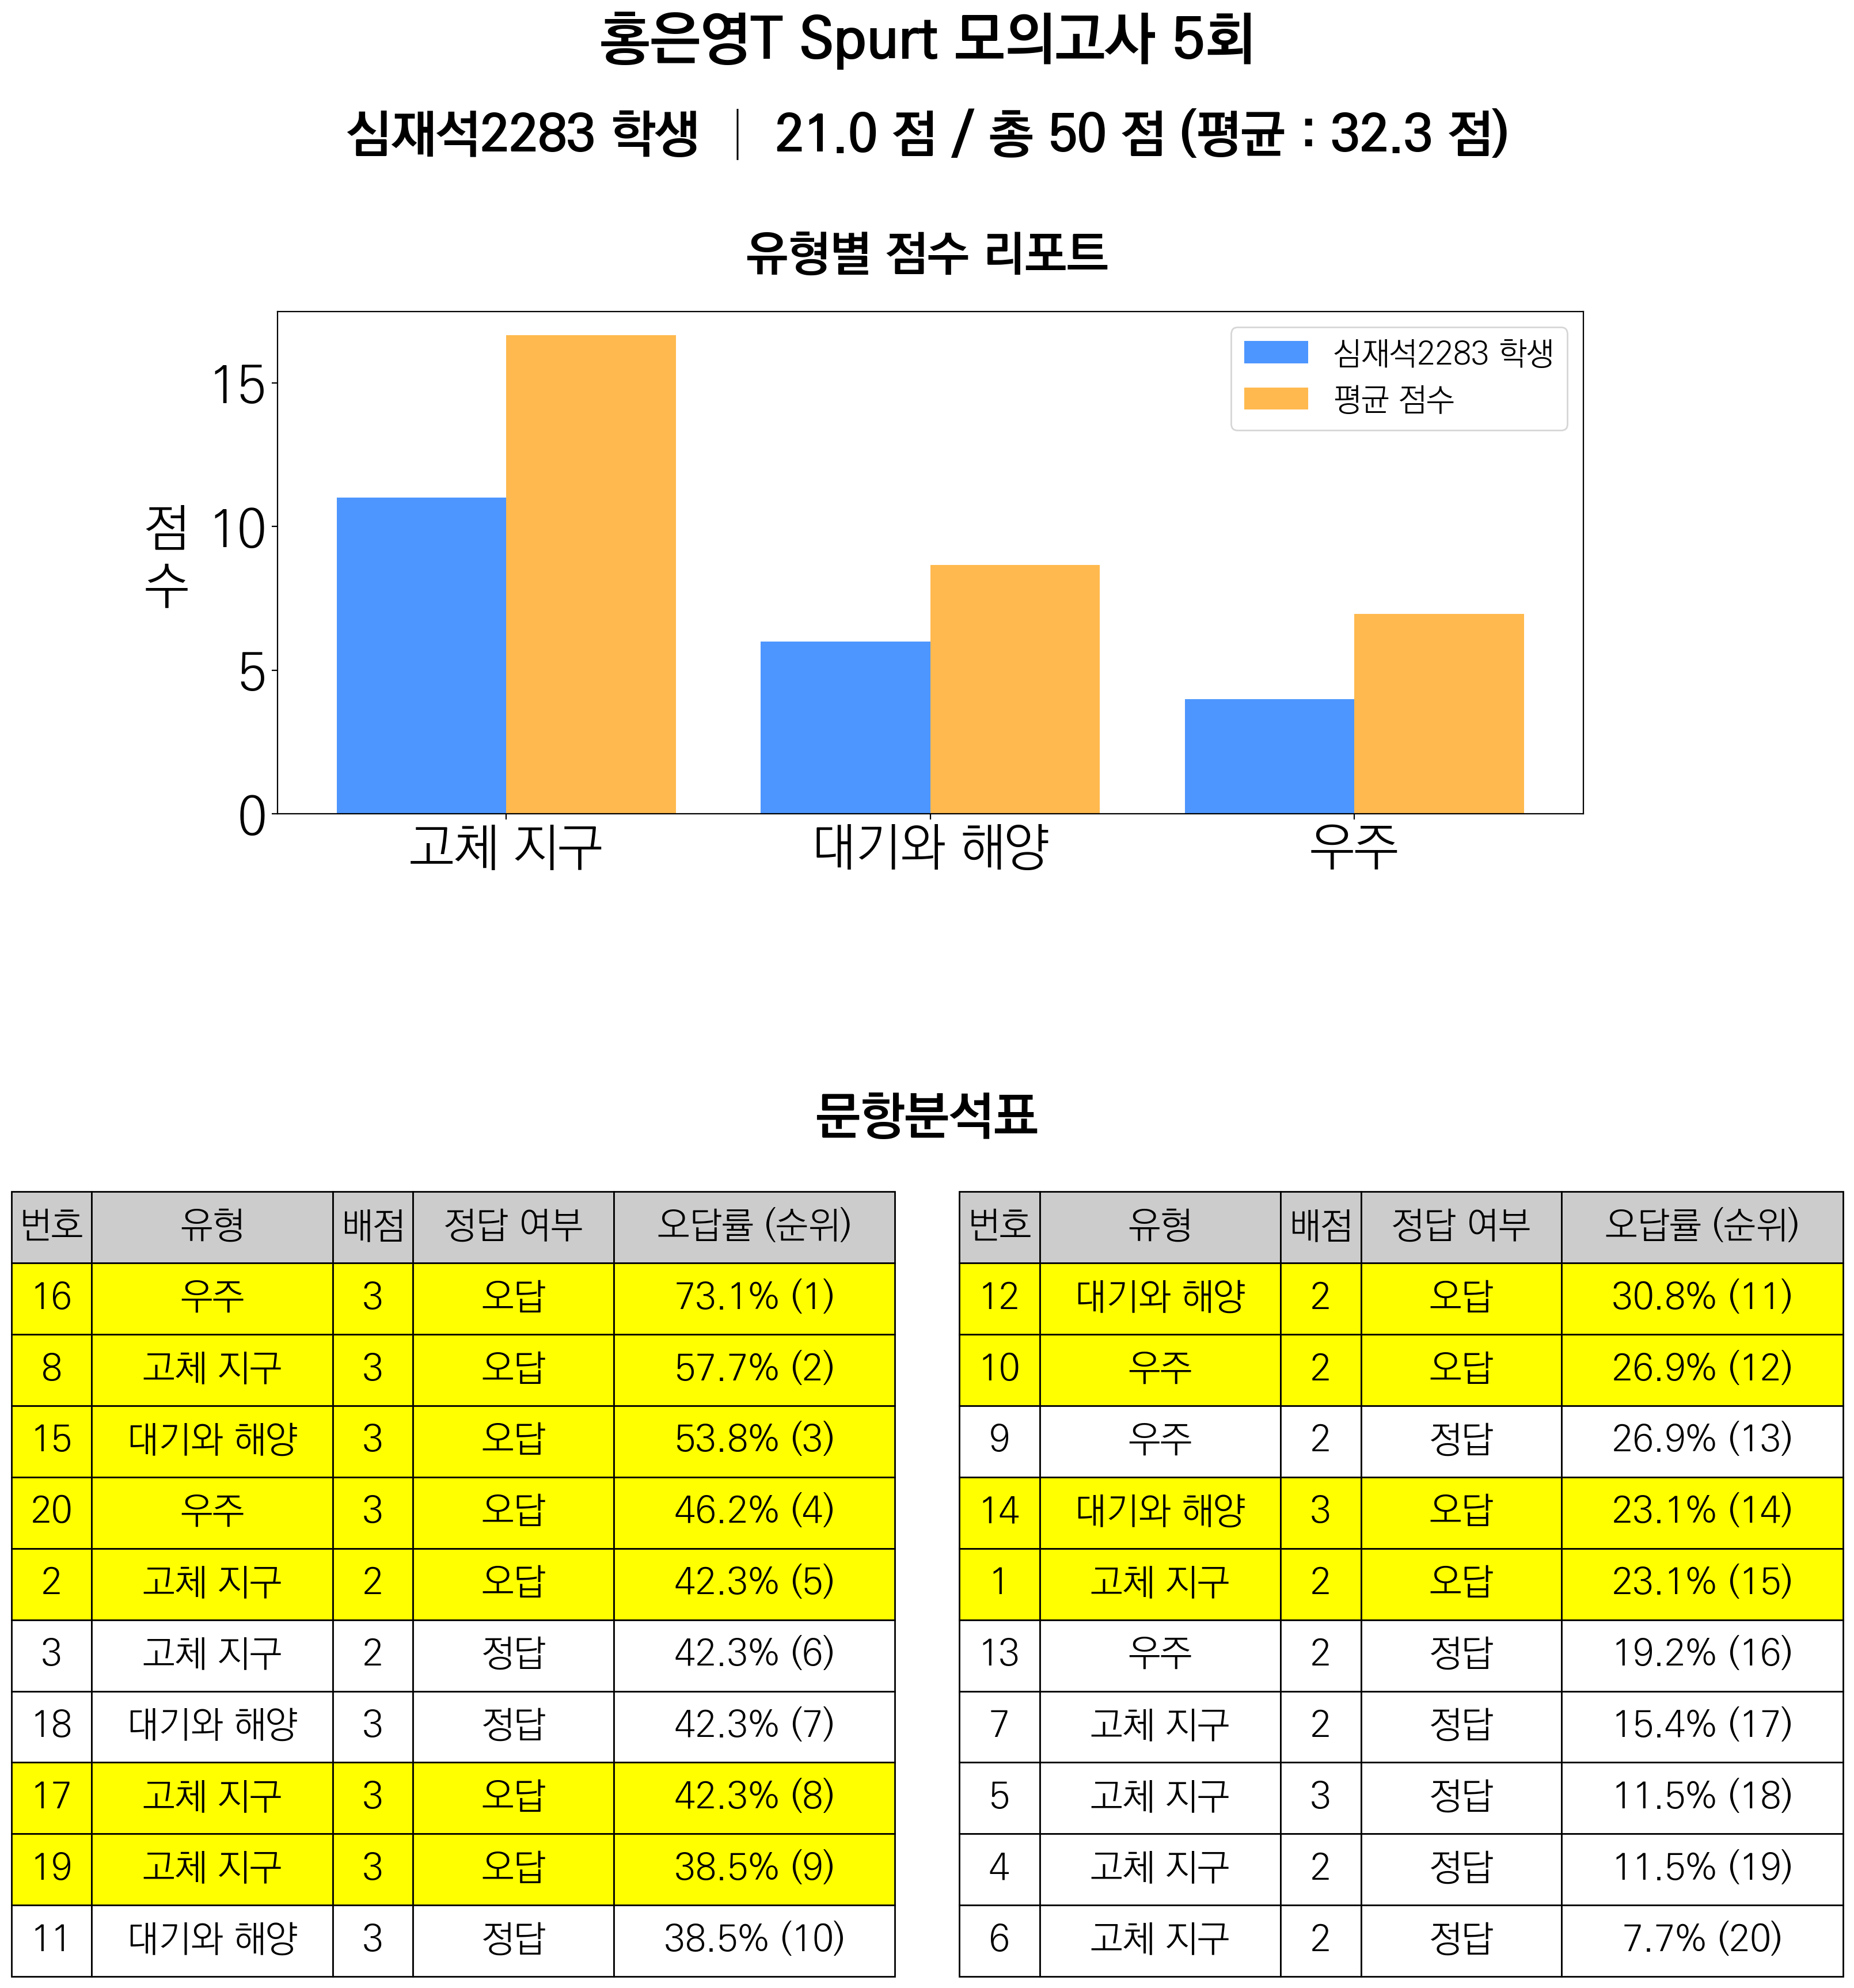 홍은영T Spurt 모의고사 5회
심재석2283 학생 | 21.0 점 / 총 50 점 (평균 : 32.3 점)
유형별 점수 리포트
심재석2283 학생
평균 점수
점수
15
10
5
0
고체 지구 대기와 해양 우주
문항분석표
번호 유형 배점 정답 여부 오답률 (순위)
16 우주 3 오답 73.1% (1)
8 고체 지구 3 오답 57.7% (2)
15 대기와 해양 3 오답 53.8% (3)
20 우주 3 오답 46.2% (4)
2 고체 지구 2 오답 42.3% (5)
3 고체 지구 2 정답 42.3% (6)
18 대기와 해양 3 정답 42.3% (7)
17 고체 지구 3 오답 42.3% (8)
19 고체 지구 3 오답 38.5% (9)
11 대기와 해양 3 정답 38.5% (10)
번호 유형 배점 정답 여부 오답률 (순위)
12 대기와 해양 2 오답 30.8% (11)
10 우주 2 오답 26.9% (12)
9 우주 2 정답 26.9% (13)
14 대기와 해양 3 오답 23.1% (14)
1 고체 지구 2 오답 23.1% (15)
13 우주 2 정답 19.2% (16)
7 고체 지구 2 정답 15.4% (17)
5 고체 지구 3 정답 11.5% (18)
4 고체 지구 2 정답 11.5% (19)
6 고체 지구 2 정답 7.7% (20)